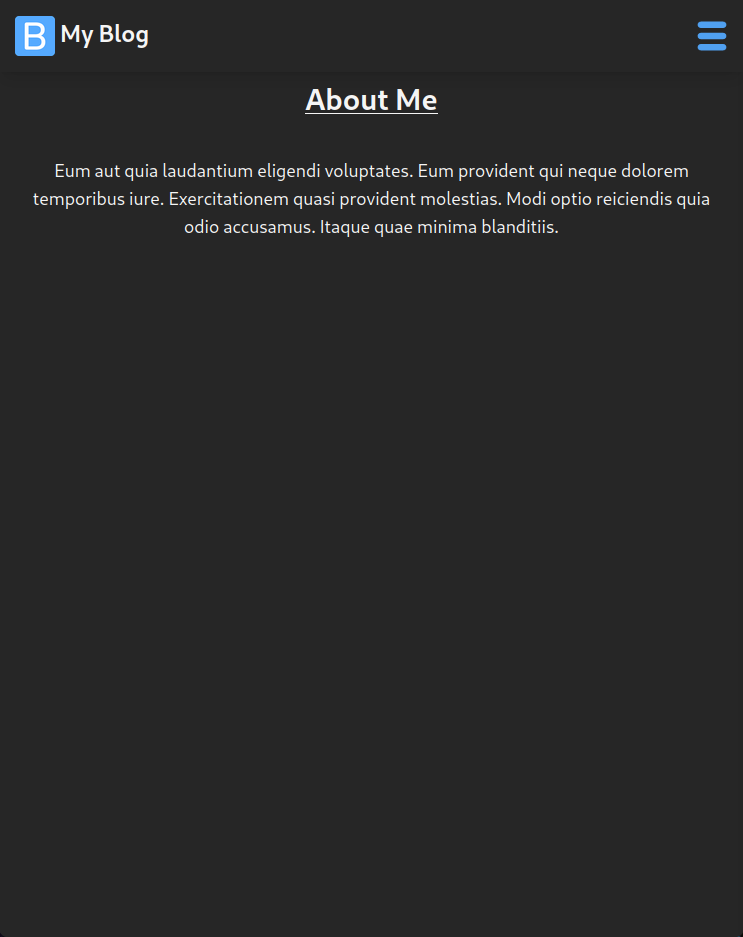 B My Blog
About Me
Eum aut quia laudantium eligendi voluptates. Eum provident qui neque dolorem
temporibus iure. Exercitationem quasi provident molestias. Modi optio reiciendis quia
odio accusamus. Itaque quae minima blanditiis.